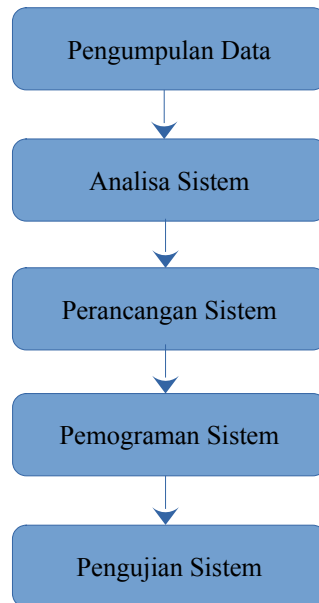 Pengumpulan Data
Analisa Sistem
Perancangan Sistem
Pemograman Sistem
Pengujian Sistem